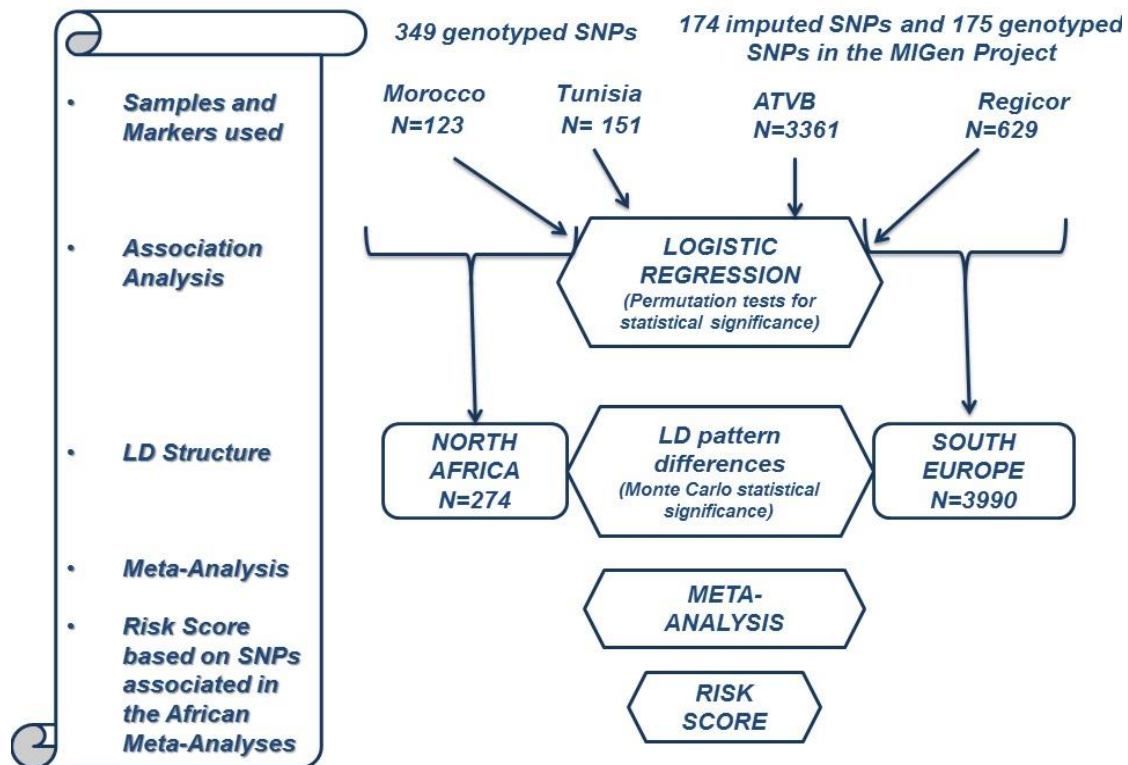 349 genotyped SNPs
174 imputed SNPs and 175 genotyped
SNPs in the MIGen Project
• Samples and
Markers used
Morocco
N=123
Tunisia
N= 151
ATVB
N=3361
Regicor
N=629
• Association
Analysis
LOGISTIC
REGRESSION
(Permutation tests for
statistical significance)
• LD Structure
NORTH
AFRICA
N=274
LD pattern
differences
(Monte Carlo statistical
significance)
SOUTH
EUROPE
N=3990
• Meta-Analysis
META-
ANALYSIS
• Risk Score
based on SNPs
associated in
the African
Meta-Analyses
RISK
SCORE